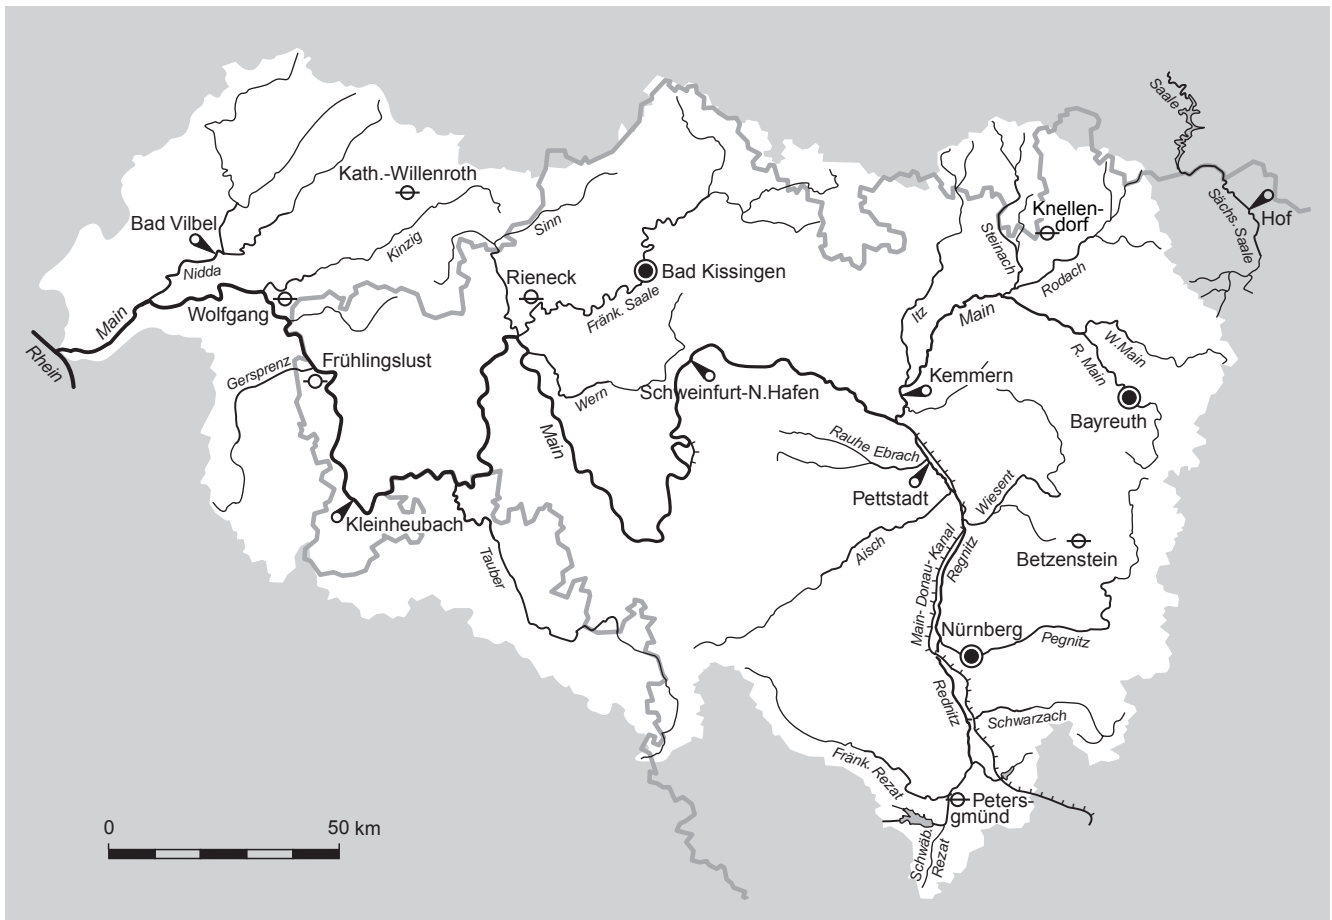 Saale
Kath.-Willenroth
Bad Vilbel
Nidda
Kinzig
Sinn
Knellen-
dorf
Hof
Sächs. Saale
Steinach
Rodach
Rieneck
Bad Kissingen
Fränk. Saale
Wolfgang
Main
Rhein
Itz
Main
W.Main
R. Main
Gersprenz
Frühlingslust
Wern
Schweinfurt-N.Hafen
Kemmern
Bayreuth
Main
Rauhe Ebrach
Pettstadt
Wiesent
Kleinheubach
Tauber
Aisch
Main-Donau-Kanal
Regnitz
Betzenstein
Nürnberg
Pegnitz
Rednitz
Schwarzach
Fränk. Rezat
Peters-
gmünd
Schwäb.
Rezat
0
50 km